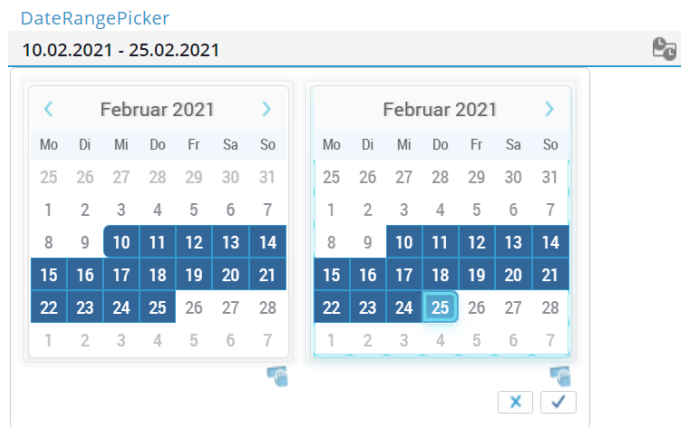 DateRangePicker
10.02.2021 - 25.02.2021
Februar 2021
Mo Di Mi Do Fr Sa So
25 26 27 28 29 30 31
1 2 3 4 5 6 7
8 9 10 11 12 13 14
15 16 17 18 19 20 21
22 23 24 25 26 27 28
1 2 3 4 5 6 7
Februar 2021
Mo Di Mi Do Fr Sa So
25 26 27 28 29 30 31
1 2 3 4 5 6 7
8 9 10 11 12 13 14
15 16 17 18 19 20 21
22 23 24 25 26 27 28
1 2 3 4 5 6 7